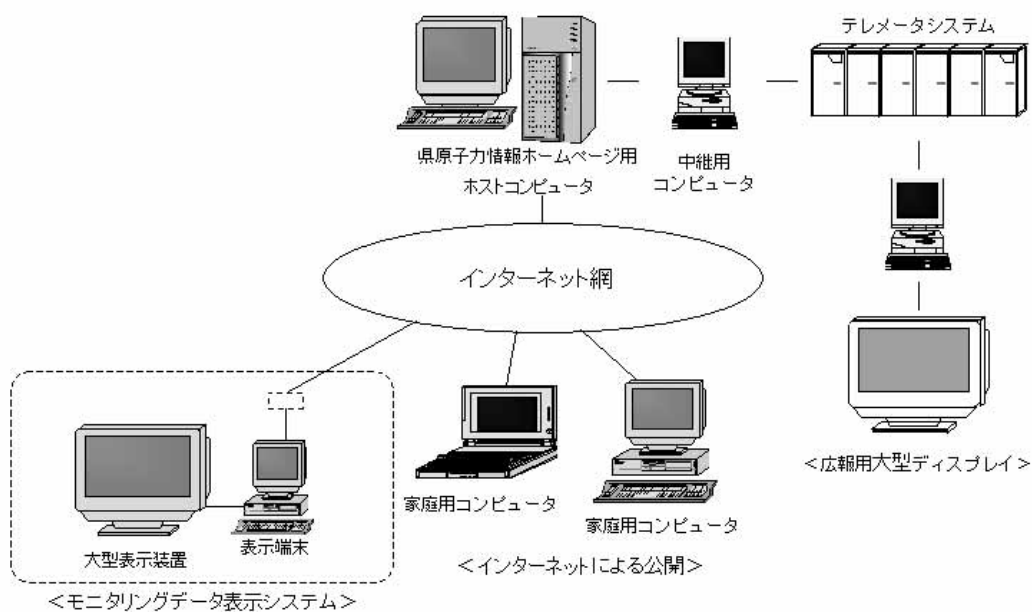 テレメータシステム
県原子力情報ホームページ用
ホストコンピュータ
中継用
コンピュータ
インターネット網
大型表示装置
表示端末
家庭用コンピュータ
家庭用コンピュータ
<広報用大型ディスプレイ>
<インターネットによる公開>
<モニタリングデータ表示システム>